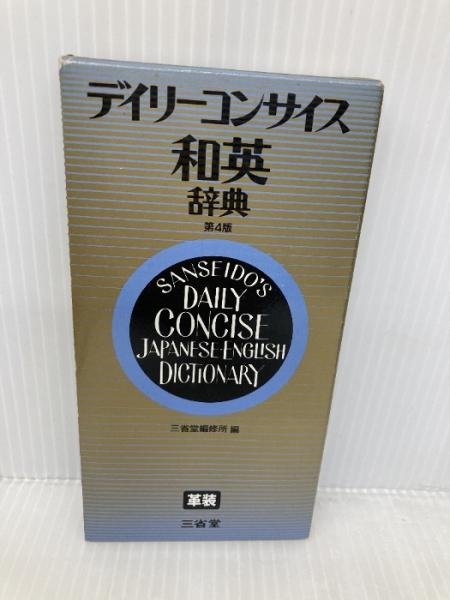 デイリーコンサイス
和英
辞典
第4版
SANSEIDO'S
DAILY
CONCISE
JAPANESE-ENGLISH
DICTIONARY
三省堂編修所 編
革装
三省堂